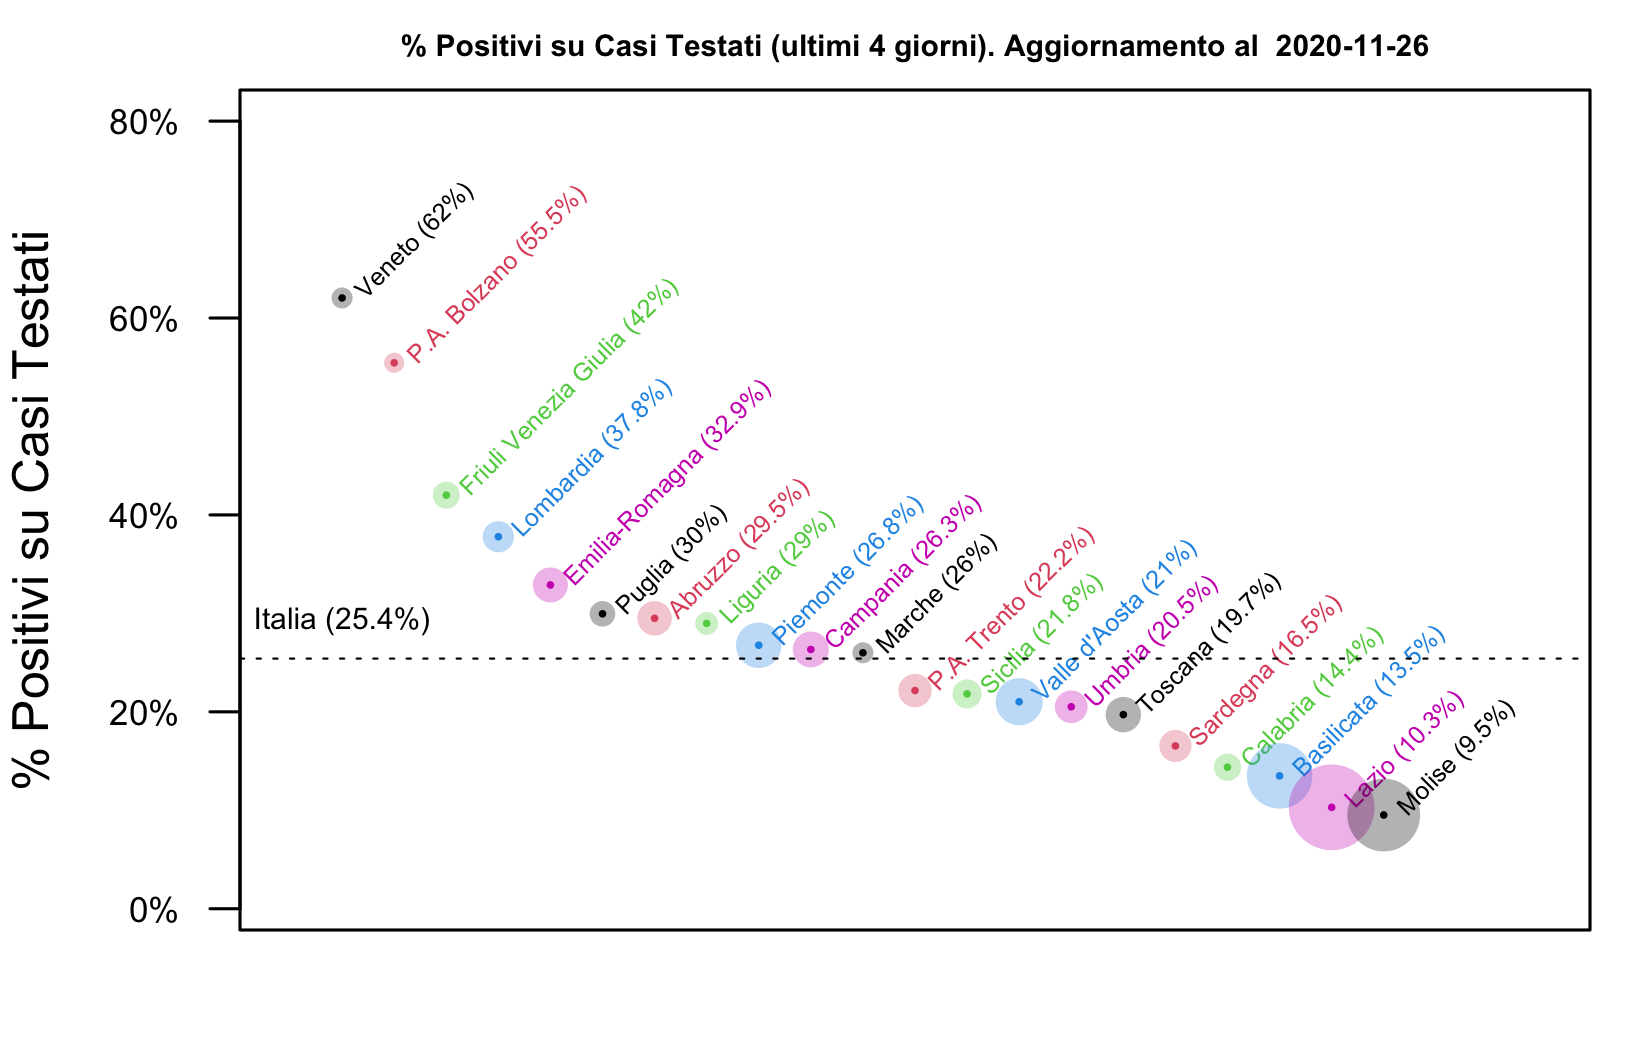 % Positivi su Casi Testati (ultimi 4 giorni). Aggiornamento al  2020-11-26
% Positivi su Casi Testati
80%
60%
40%
20%
0%
Italia (25.4%)
Veneto (62%)
P.A. Bolzano (55.5%)
Friuli Venezia Giulia (42%)
Lombardia (37.8%)
Emilia-Romagna (32.9%)
Puglia (30%)
Abruzzo (29.5%)
Liguria (29%)
Piemonte (26.8%)
Campania (26.3%)
Marche (26%)
P.A. Trento (22.2%)
Sicilia (21.8%)
Valle d'Aosta (21%)
Umbria (20.5%)
Toscana (19.7%)
Sardegna (16.5%)
Calabria (14.4%)
Basilicata (13.5%)
Lazio (10.3%)
Molise (9.5%)